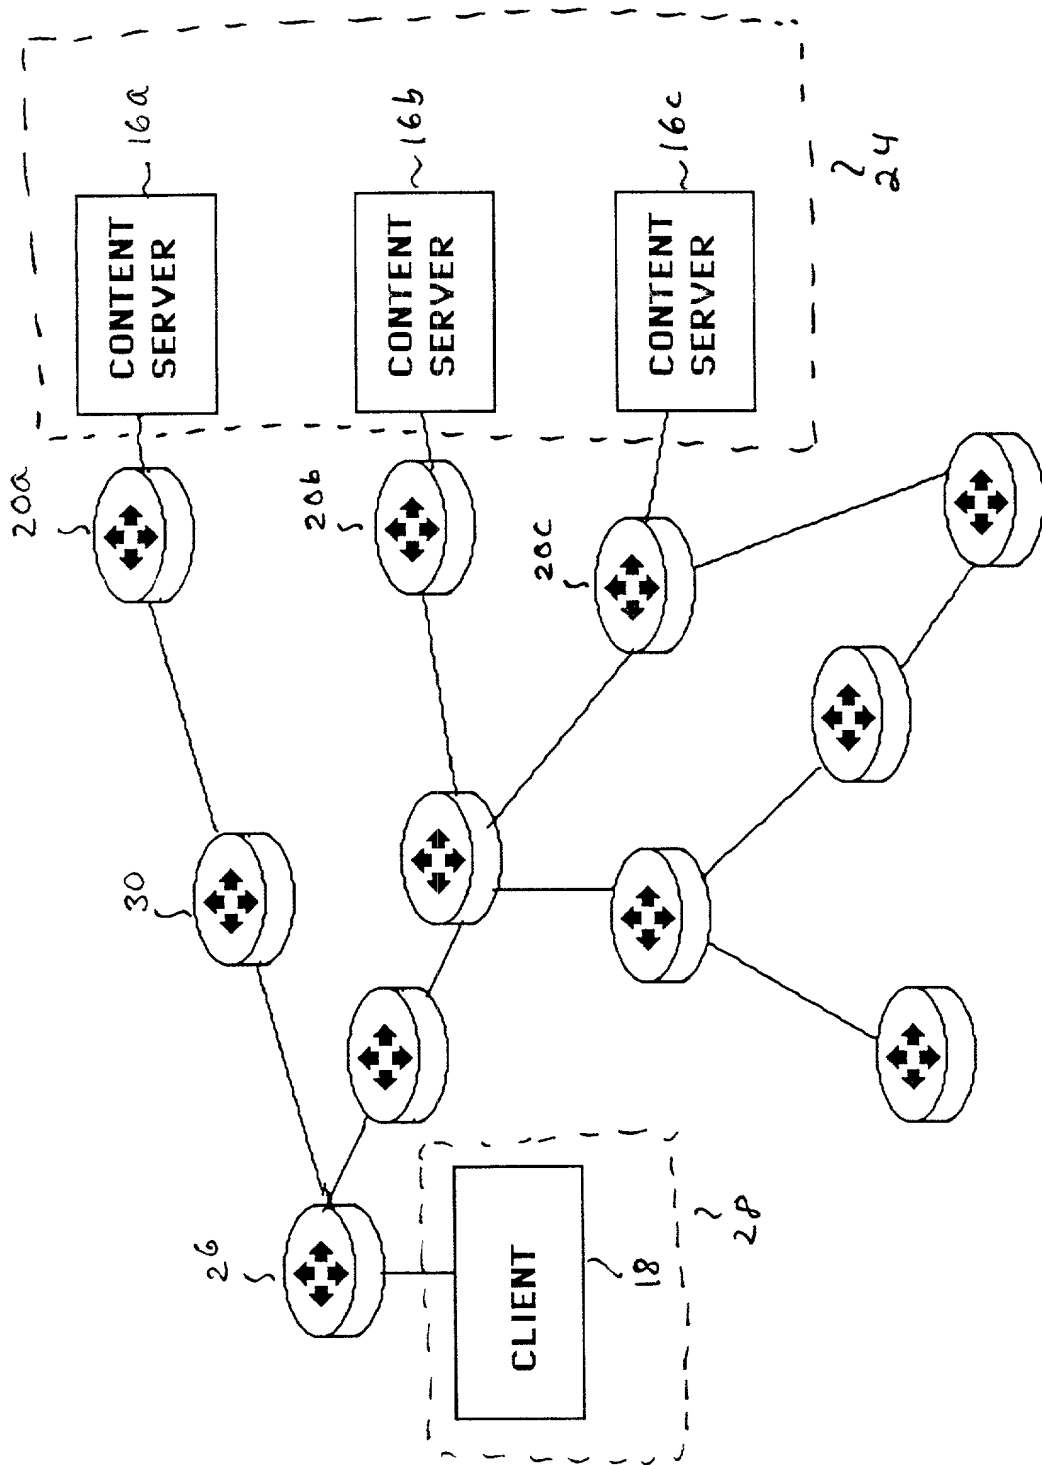 CONTENT
SERVER
16a
CONTENT
SERVER
16b
CONTENT
SERVER
16c
24
20a
20b
20c
30
26
CLIENT
18
28